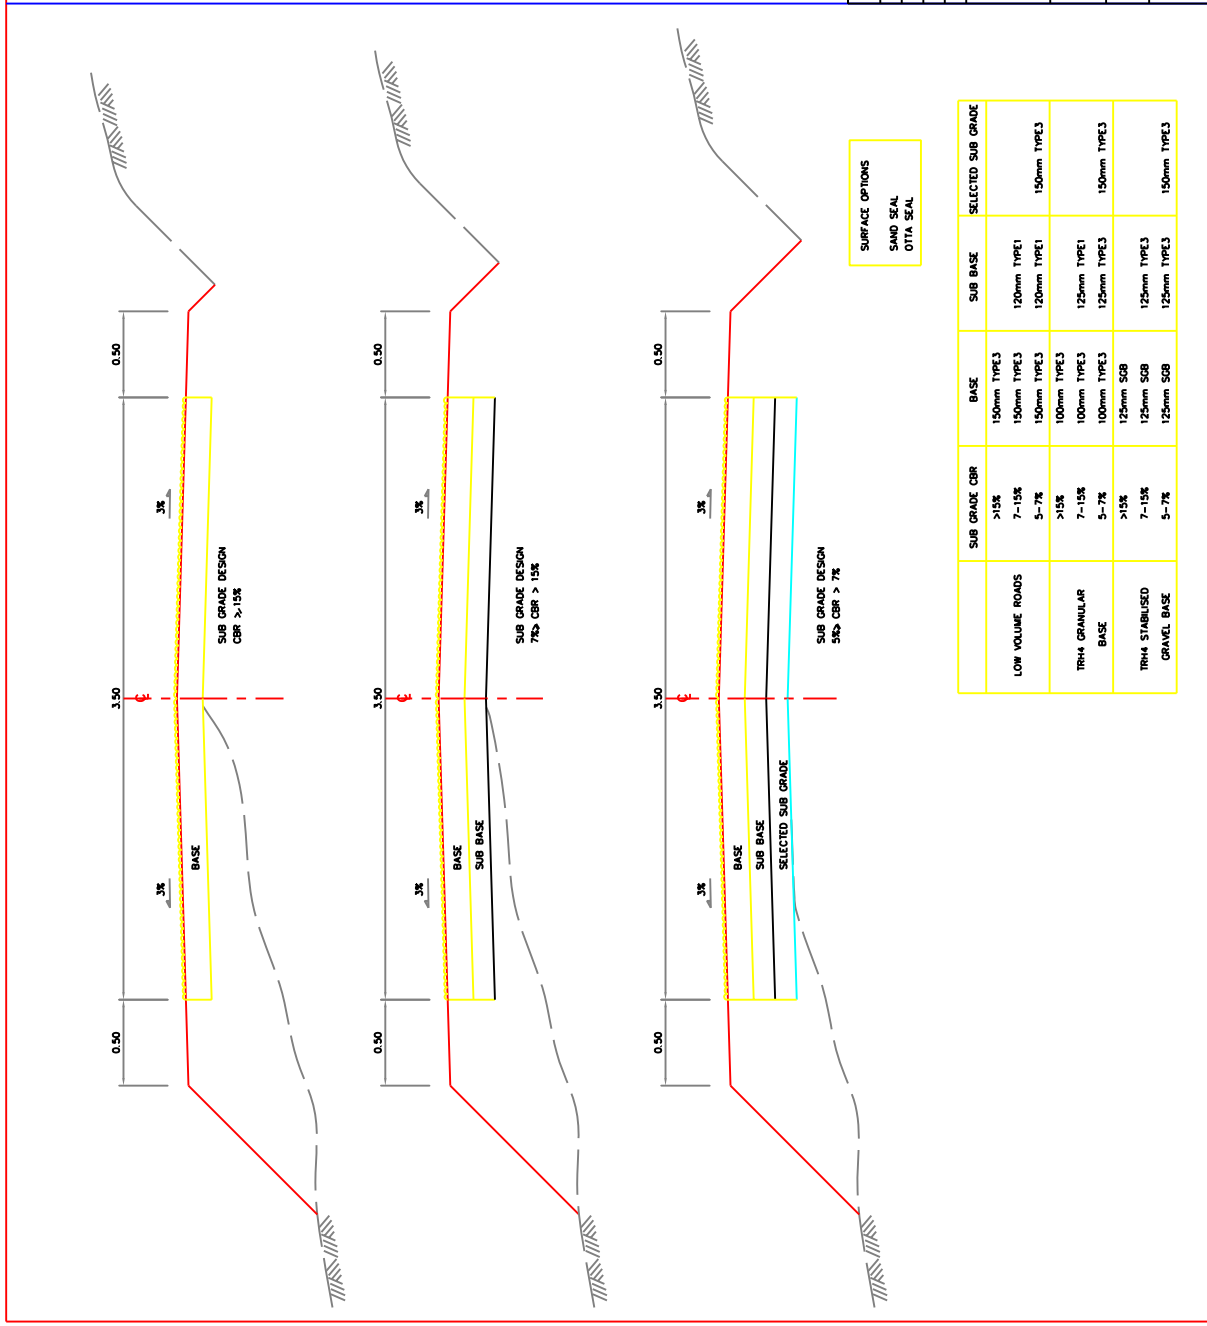 0.50
3.50
0.50
3%
3%
C
L
BASE
SUB GRADE DESIGN
CBR >15%
0.50
3.50
0.50
3%
3%
C
L
BASE
SUB BASE
SUB GRADE DESIGN
7%> CBR > 15%
0.50
3.50
0.50
3%
3%
C
L
BASE
SUB BASE
SELECTED SUB GRADE
SUB GRADE DESIGN
5%> CBR > 7%
SURFACE OPTIONS
SAND SEAL
OTTA SEAL
SUB GRADE CBR BASE SUB BASE SELECTED SUB GRADE
>15% 150mm TYPE3
LOW VOLUME ROADS 7-15% 150mm TYPE3 120mm TYPE1
5-7% 150mm TYPE3 120mm TYPE1 150mm TYPE3
>15% 100mm TYPE3
TRH4 GRANULAR 7-15% 100mm TYPE3 125mm TYPE1
BASE 5-7% 100mm TYPE3 125mm TYPE3 150mm TYPE3
>15% 125mm SGB
TRH4 STABILISED 7-15% 125mm SGB 125mm TYPE3
GRAVEL BASE 5-7% 125mm SGB 125mm TYPE3 150mm TYPE3